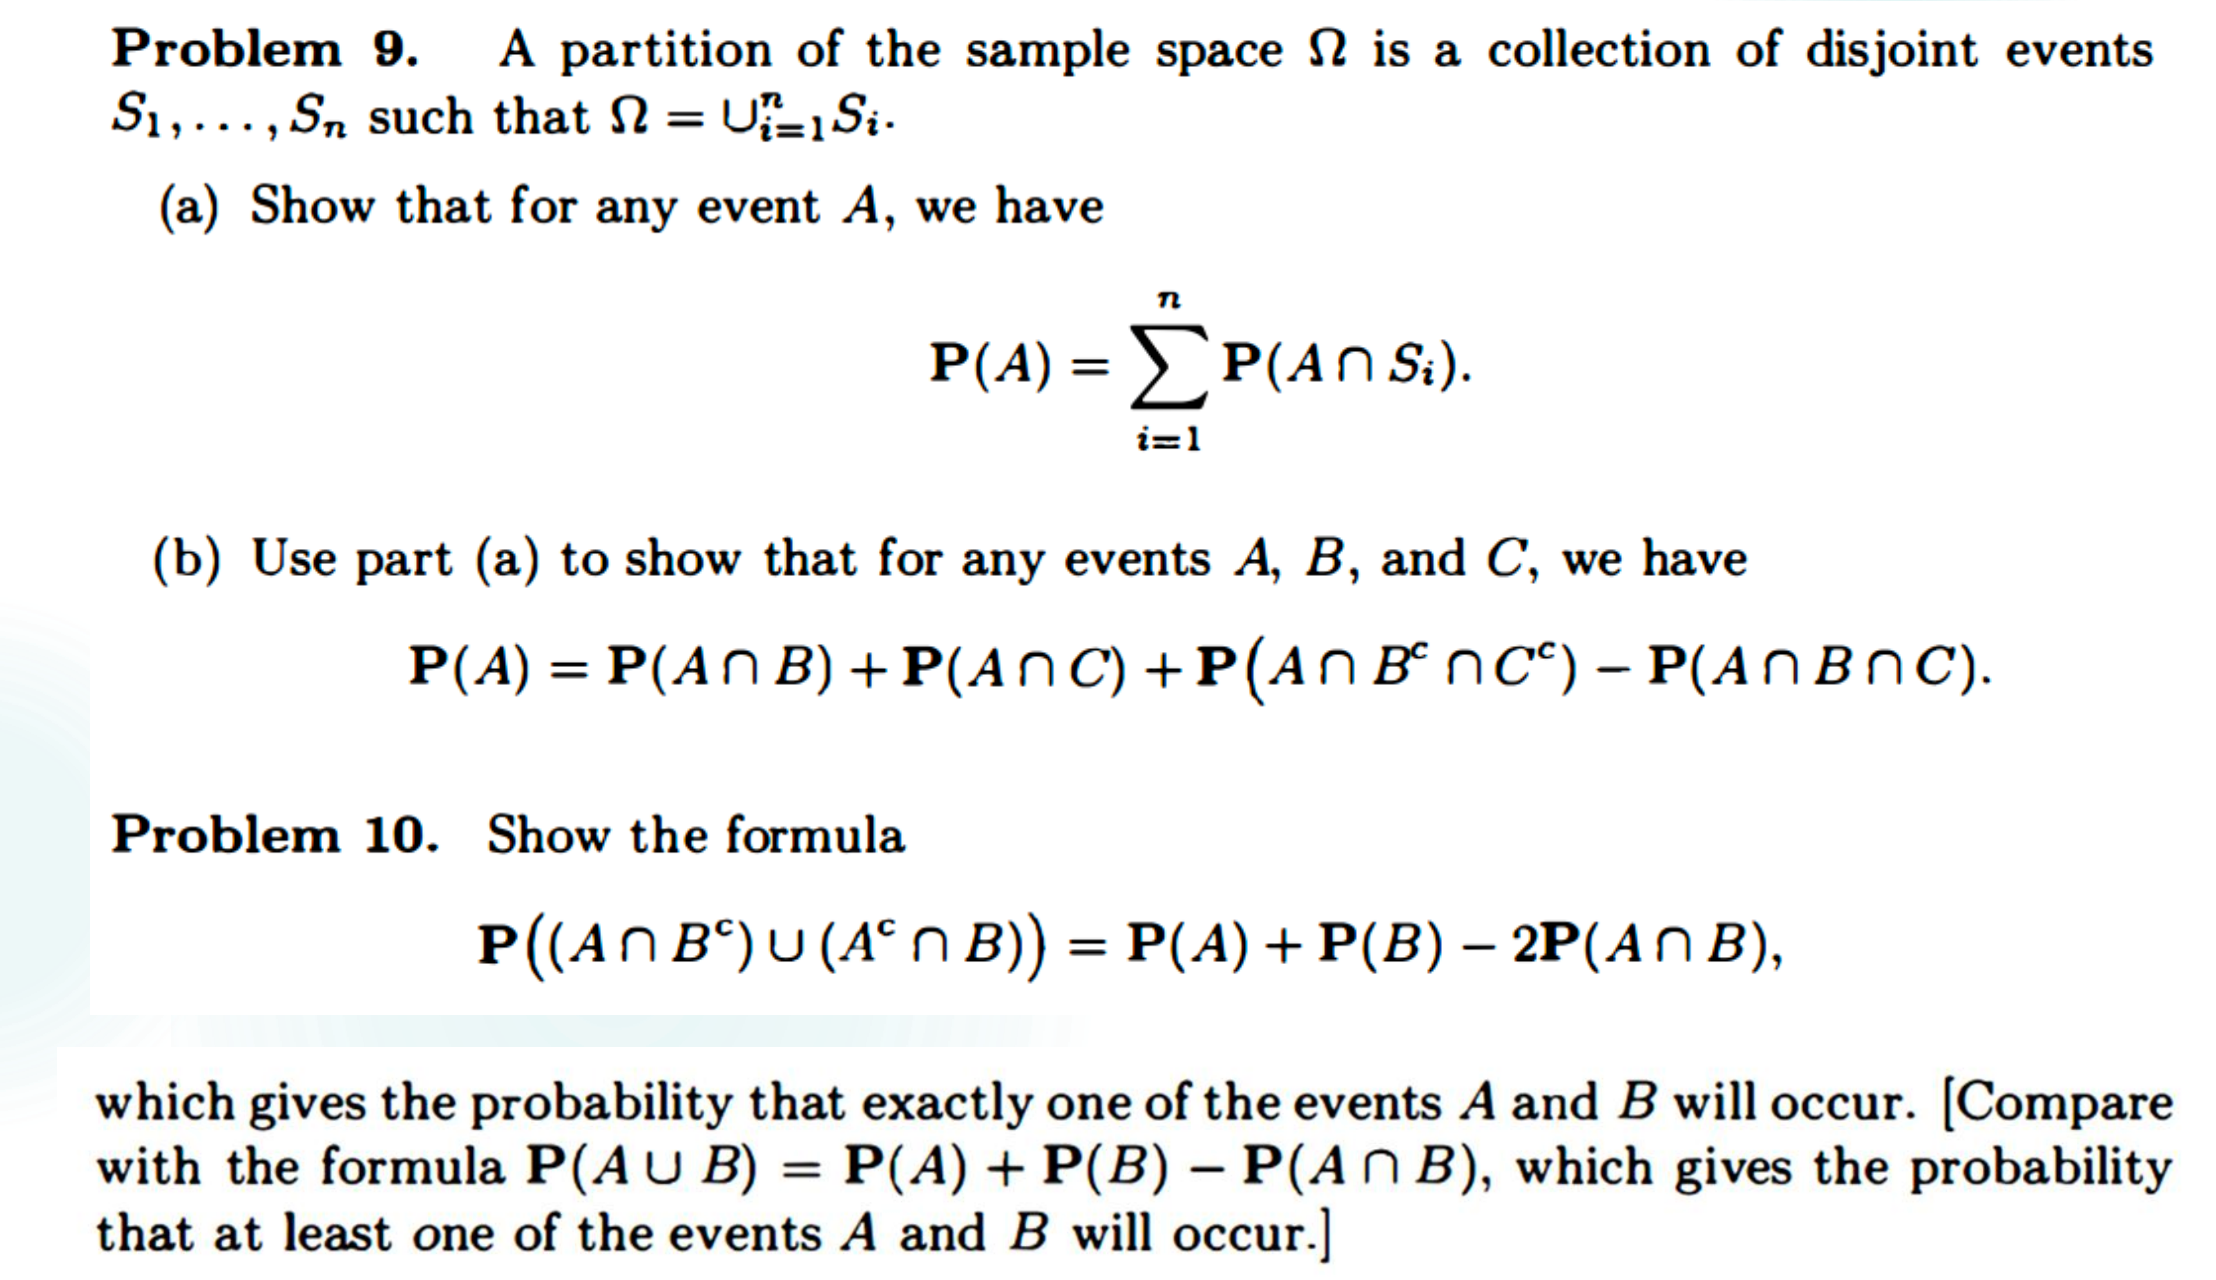 Problem 9. A partition of the sample space Ω is a collection of disjoint events
S₁, . . . , Sₙ such that Ω = ∪ⁿᵢ₌₁Sᵢ.
(a) Show that for any event A, we have
P(A) = ∑ⁿᵢ₌₁ P(A ∩ Sᵢ).
(b) Use part (a) to show that for any events A, B, and C, we have
P(A) = P(A ∩ B) + P(A ∩ C) + P(A ∩ Bᶜ ∩ Cᶜ) − P(A ∩ B ∩ C).
Problem 10. Show the formula
P((A ∩ Bᶜ) ∪ (Aᶜ ∩ B)) = P(A) + P(B) − 2P(A ∩ B),
which gives the probability that exactly one of the events A and B will occur. [Compare
with the formula P(A ∪ B) = P(A) + P(B) − P(A ∩ B), which gives the probability
that at least one of the events A and B will occur.]